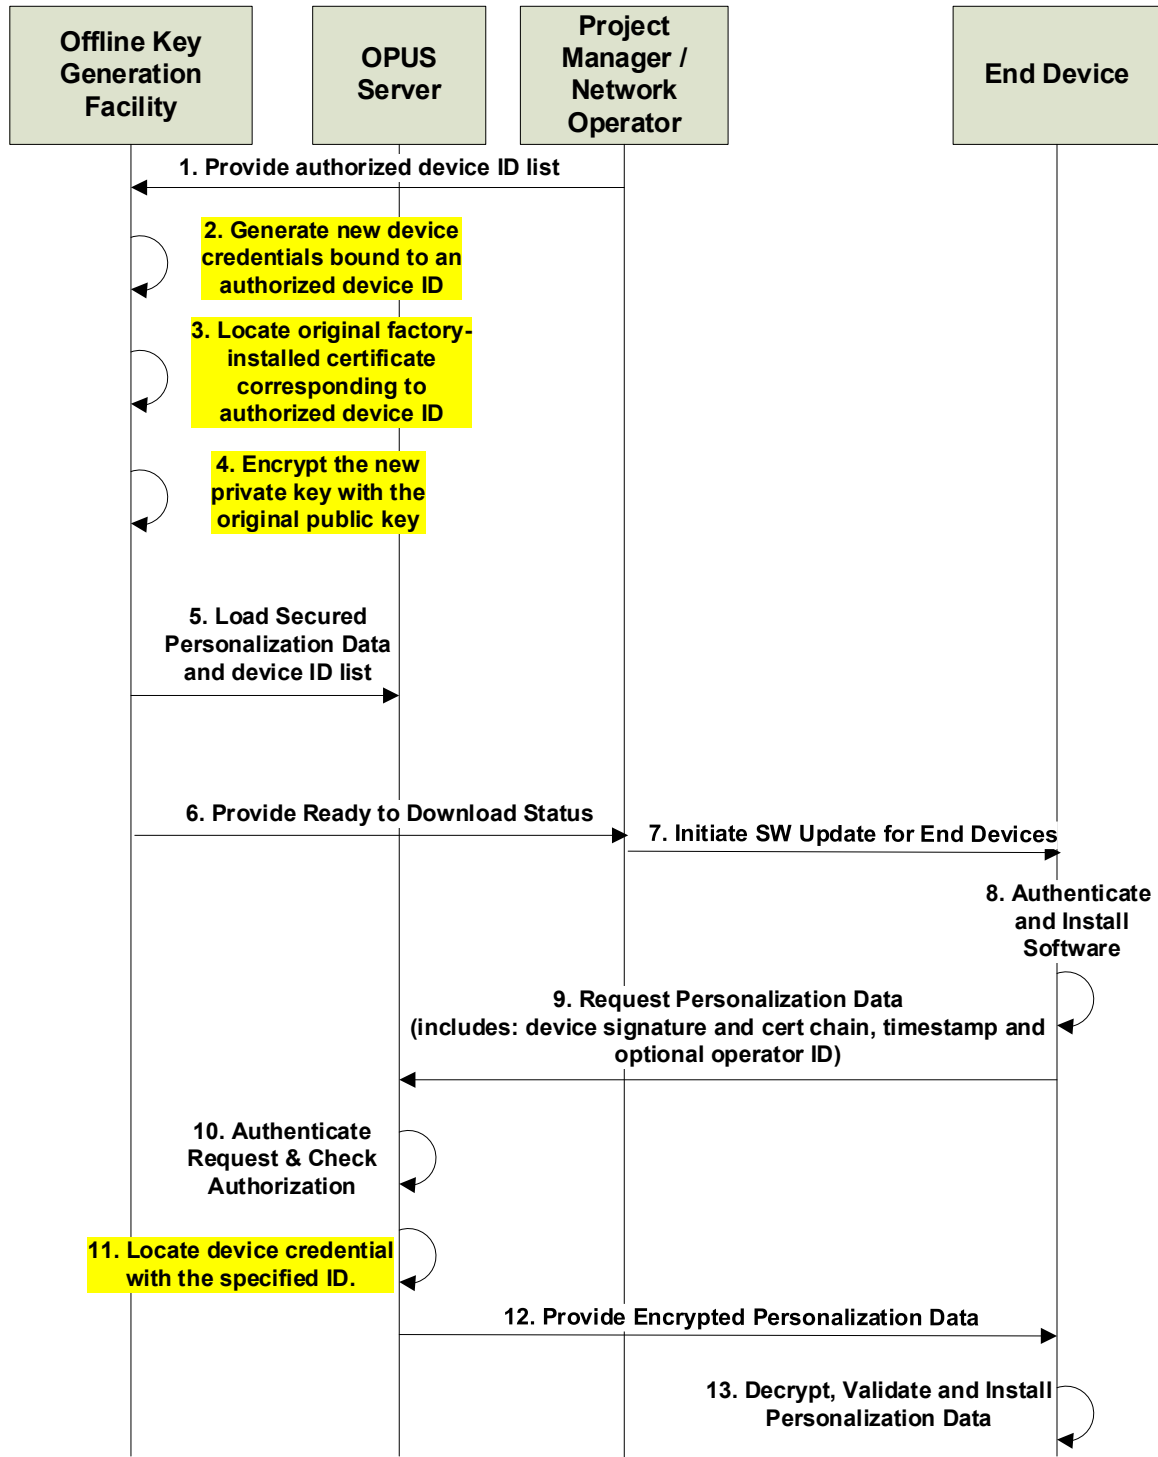 Offline Key
Generation
Facility
OPUS
Server
Project
Manager /
Network
Operator
End Device
1. Provide authorized device ID list
2. Generate new device
credentials bound to an
authorized device ID
3. Locate original factory-
installed certificate
corresponding to
authorized device ID
4. Encrypt the new
private key with the
original public key
5. Load Secured
Personalization Data
and device ID list
6. Provide Ready to Download Status
7. Initiate SW Update for End Devices
8. Authenticate
and Install
Software
9. Request Personalization Data
(includes: device signature and cert chain, timestamp and
optional operator ID)
10. Authenticate
Request & Check
Authorization
11. Locate device credential
with the specified ID.
12. Provide Encrypted Personalization Data
13. Decrypt, Validate and Install
Personalization Data